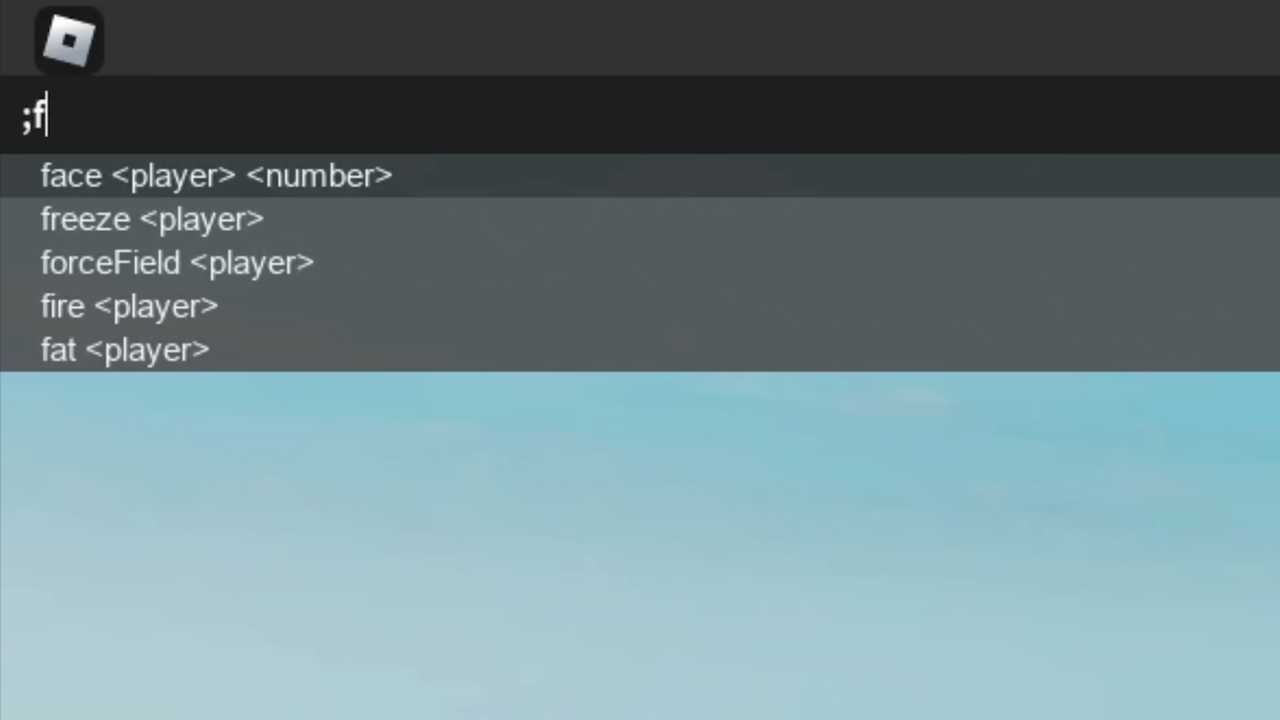 ;f
face <player> <number>
freeze <player>
forceField <player>
fire <player>
fat <player>